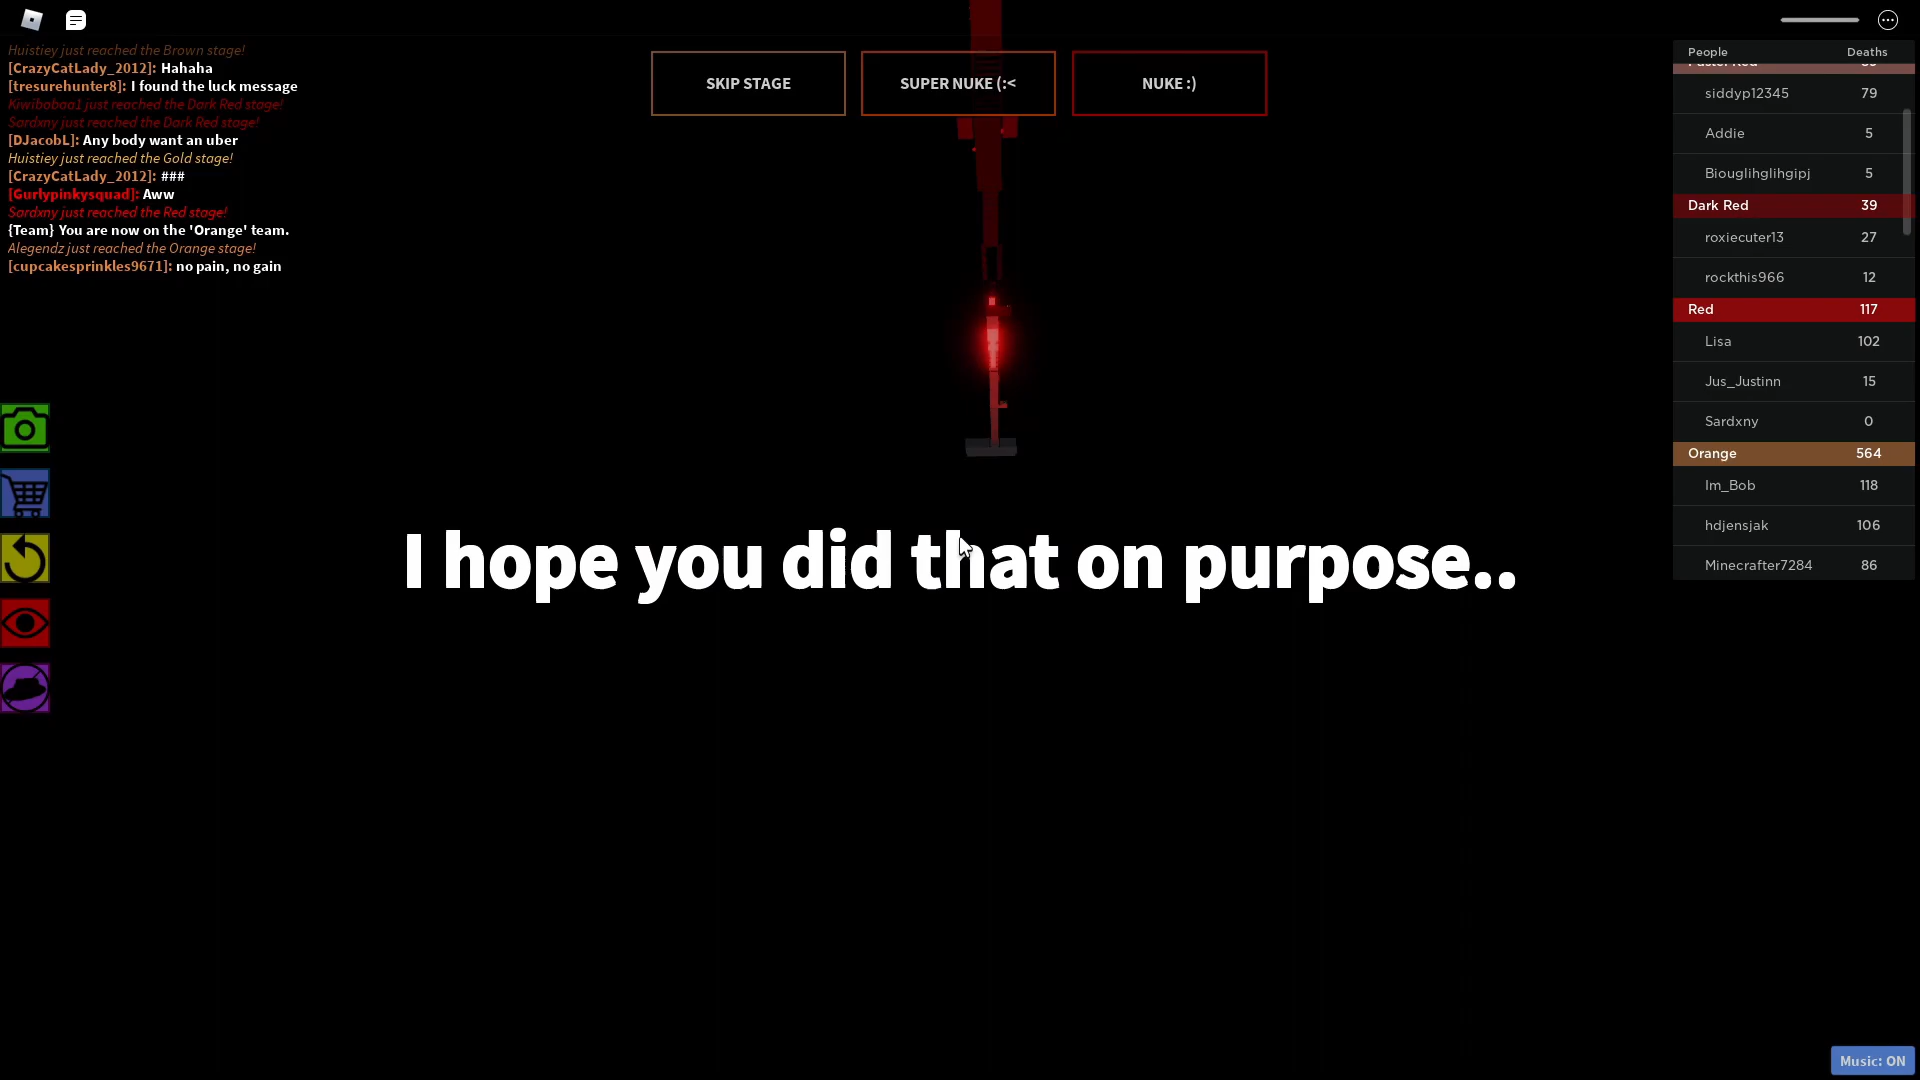 Huistiey just reached the Brown stage!
[CrazyCatLady_2012]: Hahaha
[tresurehunter8]: I found the luck message
Kiwiboboa1 just reached the Dark Red stage!
Sardxny just reached the Dark Red stage!
[DJacobL]: Any body want an uber
Huistiey just reached the Gold stage!
[CrazyCatLady_2012]: ###
[Gurlypinkysquad]: Aww
Sardxny just reached the Red stage!
{Team} You are now on the 'Orange' team.
Alegendz just reached the Orange stage!
[cupcakesprinkles9671]: no pain, no gain
SKIP STAGE
SUPER NUKE (:<
NUKE :)
I hope you did that on purpose..
People Deaths
siddyp12345 79
Addie 5
Biouglihglihgipj 5
Dark Red 39
roxiecuter13 27
rockthis966 12
Red 117
Lisa 102
Jus_Justinn 15
Sardxny 0
Orange 564
Im_Bob 118
hdjensjak 106
Minecrafter7284 86
Music: ON